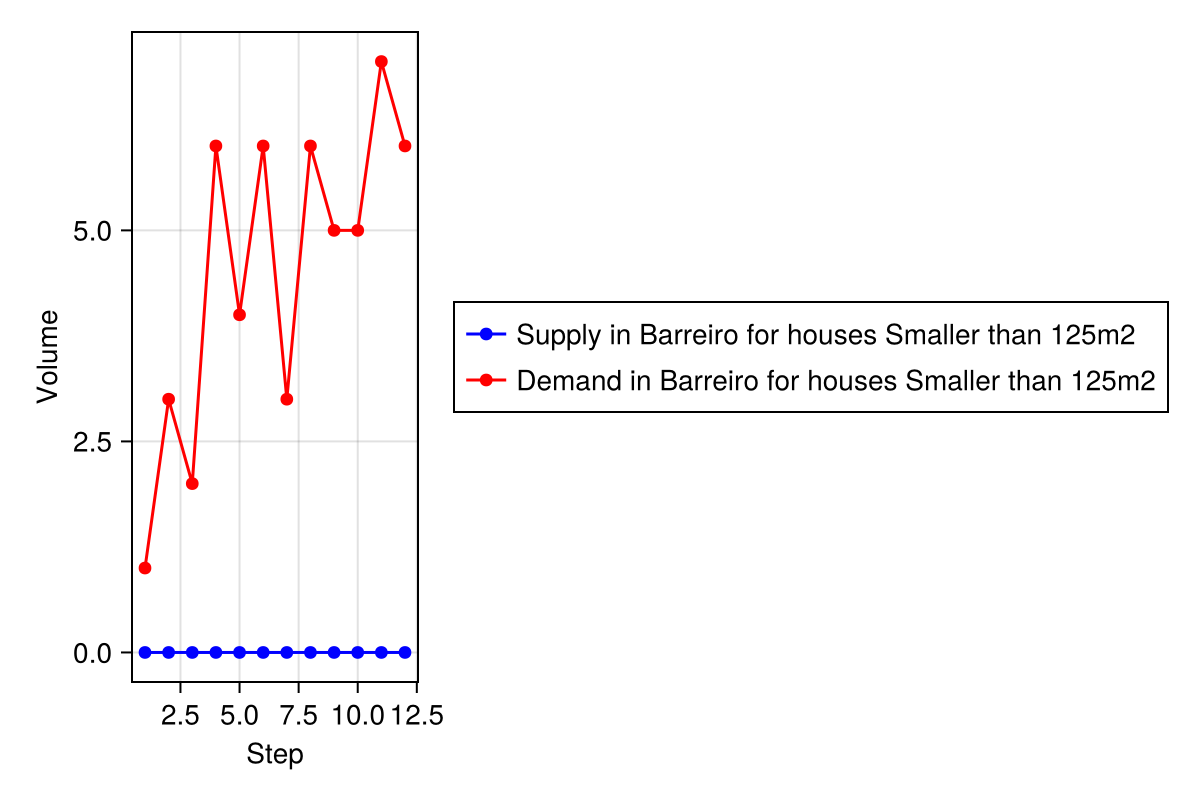 Volume
5.0
2.5
0.0
2.5 5.0 7.5 10.0 12.5
Step
Supply in Barreiro for houses Smaller than 125m2
Demand in Barreiro for houses Smaller than 125m2